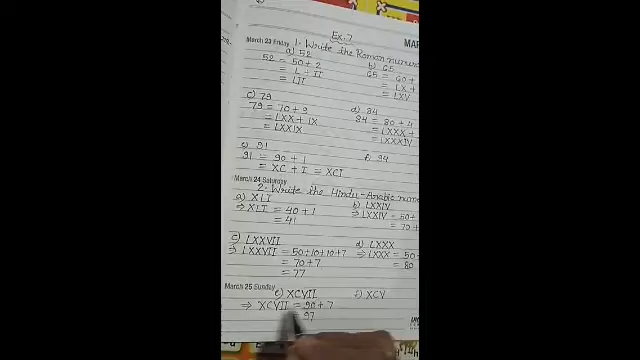 Ex. 7
MAR
March 23 Friday 1. Write the Roman numera
a) 52
52 = 50 + 2
= L + II
= LII
b) 65
65 = 60 +
= LX +
= LXV
c) 79
79 = 70 + 9
= LXX + IX
= LXXIX
d) 84
84 = 80 + 4
= LXXX +
= LXXXIV
e) 91
91 = 90 + 1
= XC + I = XCI
f) 94
March 24 Saturday
2. Write the Hindu-Arabic nume
a) XLI
⇒ XLI = 40 + 1
= 41
b) LXXIV
⇒ LXXIV = 50 +
= 70 +
c) LXXVII
⇒ LXXVII = 50+10+10+7
= 70 + 7
= 77
d) LXXX
⇒ LXXX = 50
= 80
March 25 Sunday
e) XCVII
⇒ XCVII = 90 + 7
97
f) XCV